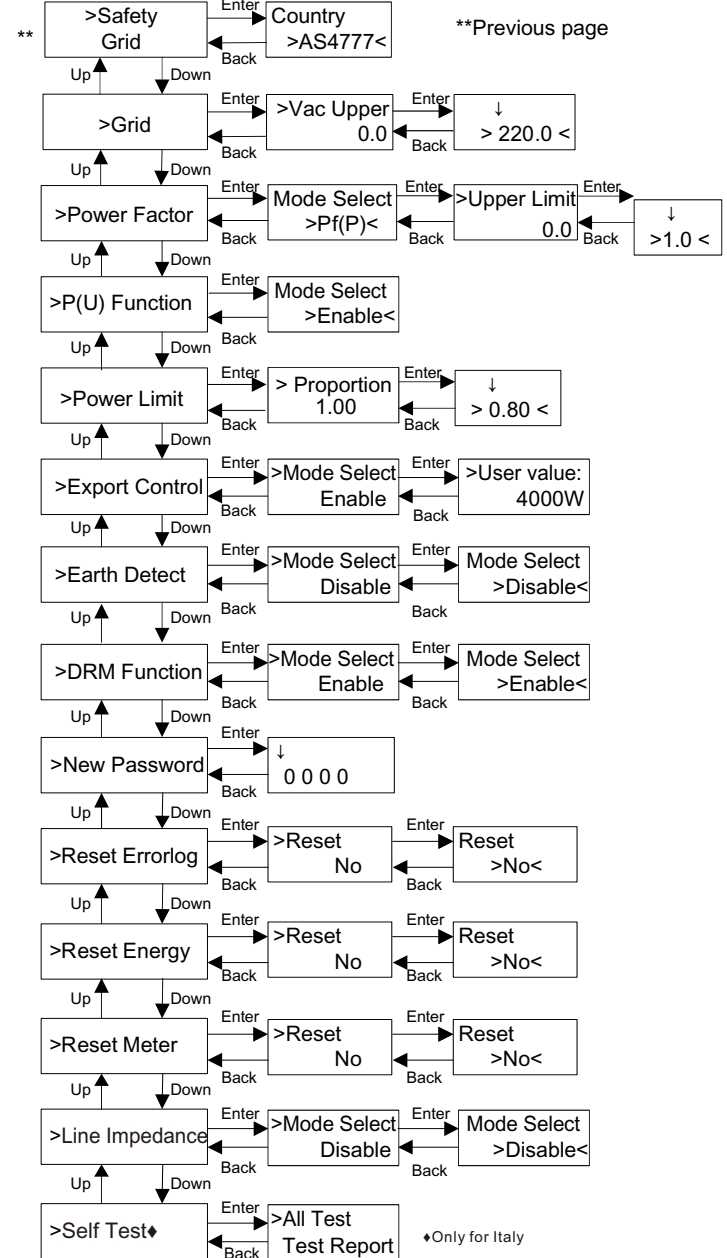 **
>Safety
Grid
Enter
Back
Country
>AS4777<
**Previous page
Up
Down
>Grid
Enter
Back
>Vac Upper
0.0
Enter
Back
↓
> 220.0 <
Up
Down
>Power Factor
Enter
Back
Mode Select
>Pf(P)<
Enter
Back
>Upper Limit
0.0
Enter
Back
↓
>1.0 <
Up
Down
>P(U) Function
Enter
Back
Mode Select
>Enable<
Up
Down
>Power Limit
Enter
Back
> Proportion
1.00
Enter
Back
↓
> 0.80 <
Up
Down
>Export Control
Enter
Back
>Mode Select
Enable
Enter
Back
>User value:
4000W
Up
Down
>Earth Detect
Enter
Back
>Mode Select
Disable
Enter
Back
Mode Select
>Disable<
Up
Down
>DRM Function
Enter
Back
>Mode Select
Enable
Enter
Back
Mode Select
>Enable<
Up
Down
>New Password
Enter
Back
↓
0 0 0 0
Up
Down
>Reset Errorlog
Enter
Back
>Reset
No
Enter
Back
Reset
>No<
Up
Down
>Reset Energy
Enter
Back
>Reset
No
Enter
Back
Reset
>No<
Up
Down
>Reset Meter
Enter
Back
>Reset
No
Enter
Back
Reset
>No<
Up
Down
>Line Impedance
Enter
Back
>Mode Select
Disable
Enter
Back
Mode Select
>Disable<
Up
Down
>Self Test♦
Enter
Back
>All Test
Test Report
♦Only for Italy